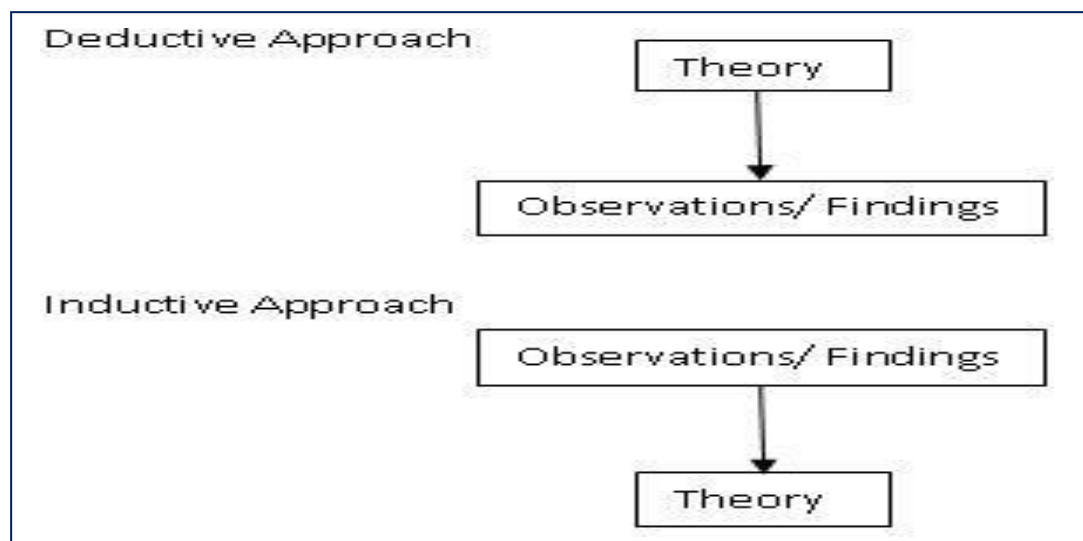 Deductive Approach
Theory
Observations/ Findings
Inductive Approach
Observations/ Findings
Theory